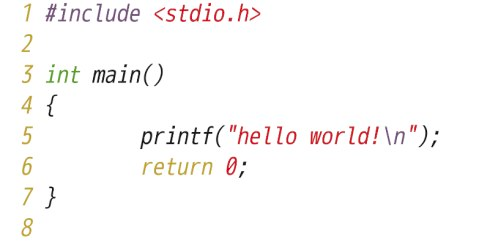 1 #include <stdio.h>
2
3 int main()
4 {
5         printf("hello world!\n");
6         return 0;
7 }
8